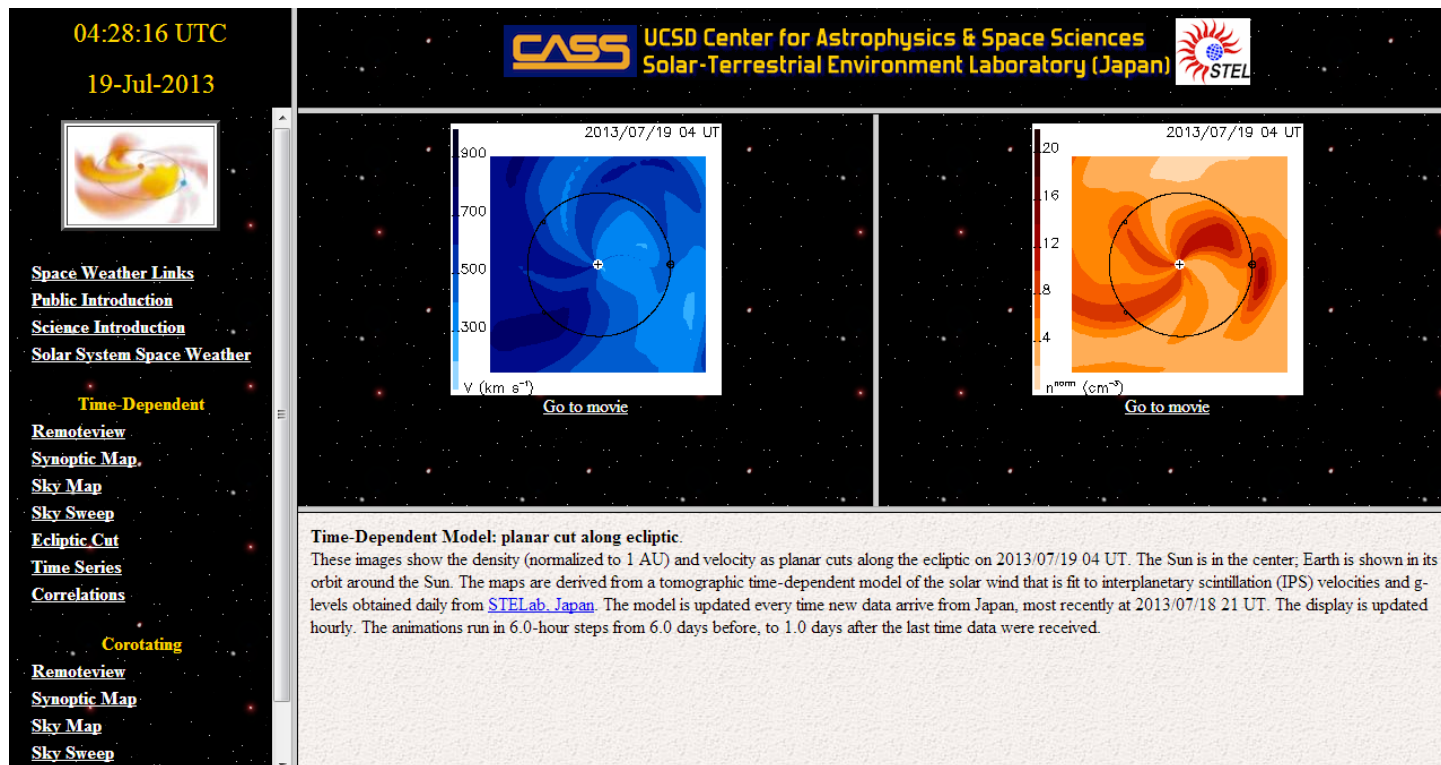 04:28:16 UTC
19-Jul-2013
CASS
UCSD Center for Astrophysics & Space Sciences
Solar-Terrestrial Environment Laboratory (Japan)
STEL
Space Weather Links
Public Introduction
Science Introduction
Solar System Space Weather
Time-Dependent
Remoteview
Synoptic Map
Sky Map
Sky Sweep
Ecliptic Cut
Time Series
Correlations
Corotating
Remoteview
Synoptic Map
Sky Map
Sky Sweep
2013/07/19 04 UT
900
700
500
300
V (km s⁻¹)
Go to movie
2013/07/19 04 UT
20
16
12
8
4
nⁿᵒʳᵐ (cm⁻³)
Go to movie
Time-Dependent Model: planar cut along ecliptic.
These images show the density (normalized to 1 AU) and velocity as planar cuts along the ecliptic on 2013/07/19 04 UT. The Sun is in the center; Earth is shown in its
orbit around the Sun. The maps are derived from a tomographic time-dependent model of the solar wind that is fit to interplanetary scintillation (IPS) velocities and g-
levels obtained daily from STELab, Japan. The model is updated every time new data arrive from Japan, most recently at 2013/07/18 21 UT. The display is updated
hourly. The animations run in 6.0-hour steps from 6.0 days before, to 1.0 days after the last time data were received.